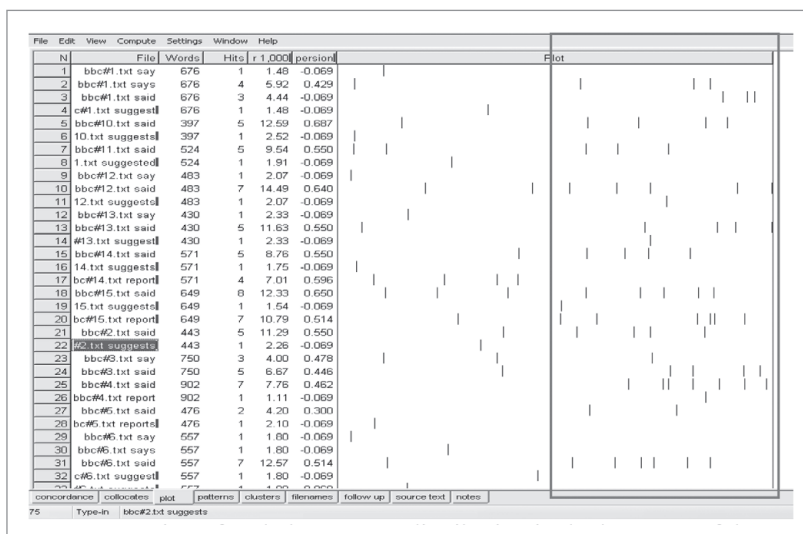 File Edit View Compute Settings Window Help
N File Words Hits r 1,000 persion Plot
1 bbc#1.txt say 676 1 1.48 -0.069
2 bbc#1.txt says 676 4 5.92 0.429
3 bbc#1.txt said 676 3 4.44 -0.069
4 c#1.txt suggest 676 1 1.48 -0.069
5 bbc#10.txt said 397 5 12.59 0.687
6 10.txt suggests 397 1 2.52 -0.069
7 bbc#11.txt said 524 5 9.54 0.550
8 1.txt suggested 524 1 1.91 -0.069
9 bbc#12.txt say 483 1 2.07 -0.069
10 bbc#12.txt said 483 7 14.49 0.640
11 12.txt suggests 483 1 2.07 -0.069
12 bbc#13.txt say 430 1 2.33 -0.069
13 bbc#13.txt said 430 5 11.63 0.550
14 #13.txt suggest 430 1 2.33 -0.069
15 bbc#14.txt said 571 5 8.76 0.550
16 14.txt suggests 571 1 1.75 -0.069
17 bc#14.txt report 571 4 7.01 0.596
18 bbc#15.txt said 649 8 12.33 0.650
19 15.txt suggests 649 1 1.54 -0.069
20 bc#15.txt report 649 7 10.79 0.514
21 bbc#2.txt said 443 5 11.29 0.550
22 #2.txt suggests 443 1 2.26 -0.069
23 bbc#3.txt say 750 3 4.00 0.478
24 bbc#3.txt said 750 5 6.67 0.446
25 bbc#4.txt said 902 7 7.76 0.462
26 bbc#4.txt report 902 1 1.11 -0.069
27 bbc#5.txt said 476 2 4.20 0.300
28 bc#5.txt reports 476 1 2.10 -0.069
29 bbc#6.txt say 557 1 1.80 -0.069
30 bbc#6.txt says 557 1 1.80 -0.069
31 bbc#6.txt said 557 7 12.57 0.514
32 c#6.txt suggest 557 1 1.80 -0.069
concordance collocates plot patterns clusters filenames follow up source text notes
75 Type-in bbc#2.txt suggests